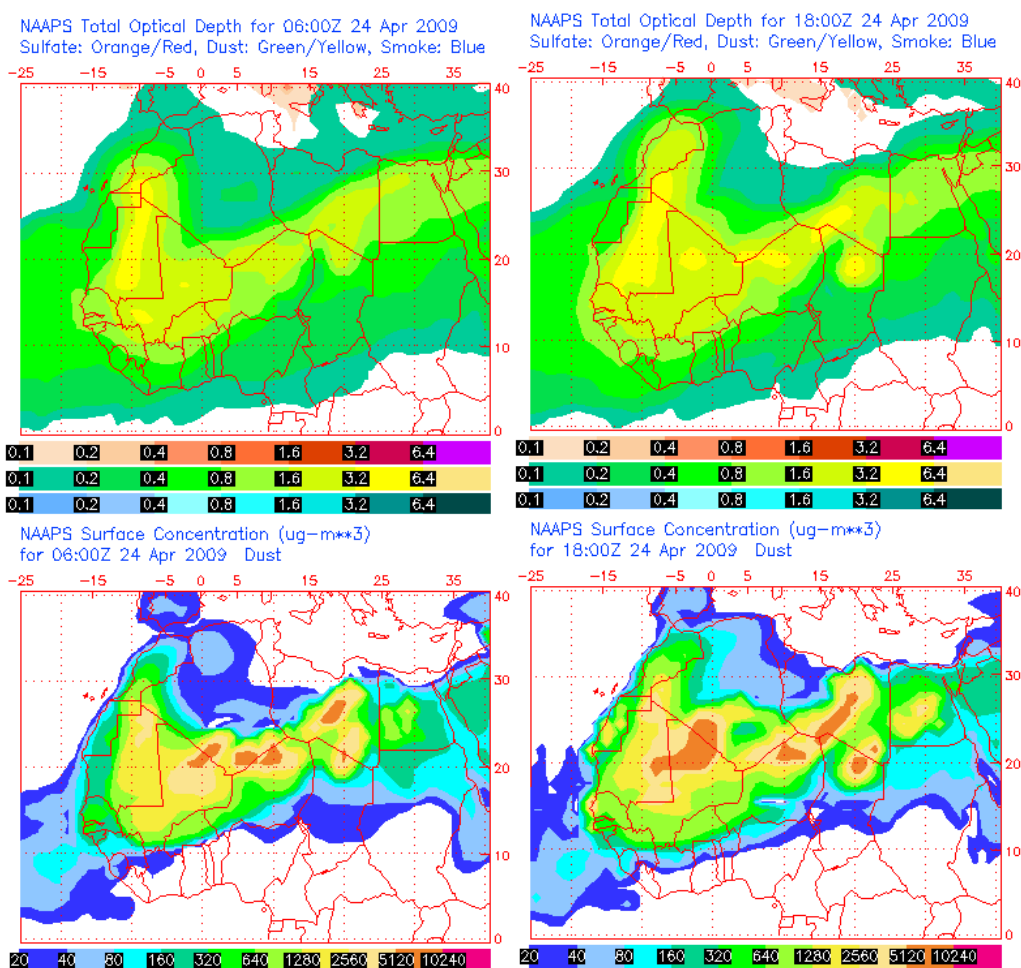 NAAPS Total Optical Depth for 06:00Z 24 Apr 2009
Sulfate: Orange/Red, Dust: Green/Yellow, Smoke: Blue
-25 -15 -5 0 5 15 25 35
40
30
20
10
0
0.1 0.2 0.4 0.8 1.6 3.2 6.4
0.1 0.2 0.4 0.8 1.6 3.2 6.4
0.1 0.2 0.4 0.8 1.6 3.2 6.4
NAAPS Total Optical Depth for 18:00Z 24 Apr 2009
Sulfate: Orange/Red, Dust: Green/Yellow, Smoke: Blue
-25 -15 -5 0 5 15 25 35
40
30
20
10
0
0.1 0.2 0.4 0.8 1.6 3.2 6.4
0.1 0.2 0.4 0.8 1.6 3.2 6.4
0.1 0.2 0.4 0.8 1.6 3.2 6.4
NAAPS Surface Concentration (ug-m**3)
for 06:00Z 24 Apr 2009 Dust
-25 -15 -5 0 5 15 25 35
40
30
20
10
0
20 40 80 160 320 640 1280 2560 5120 10240
NAAPS Surface Concentration (ug-m**3)
for 18:00Z 24 Apr 2009 Dust
-25 -15 -5 0 5 15 25 35
40
30
20
10
0
20 40 80 160 320 640 1280 2560 5120 10240